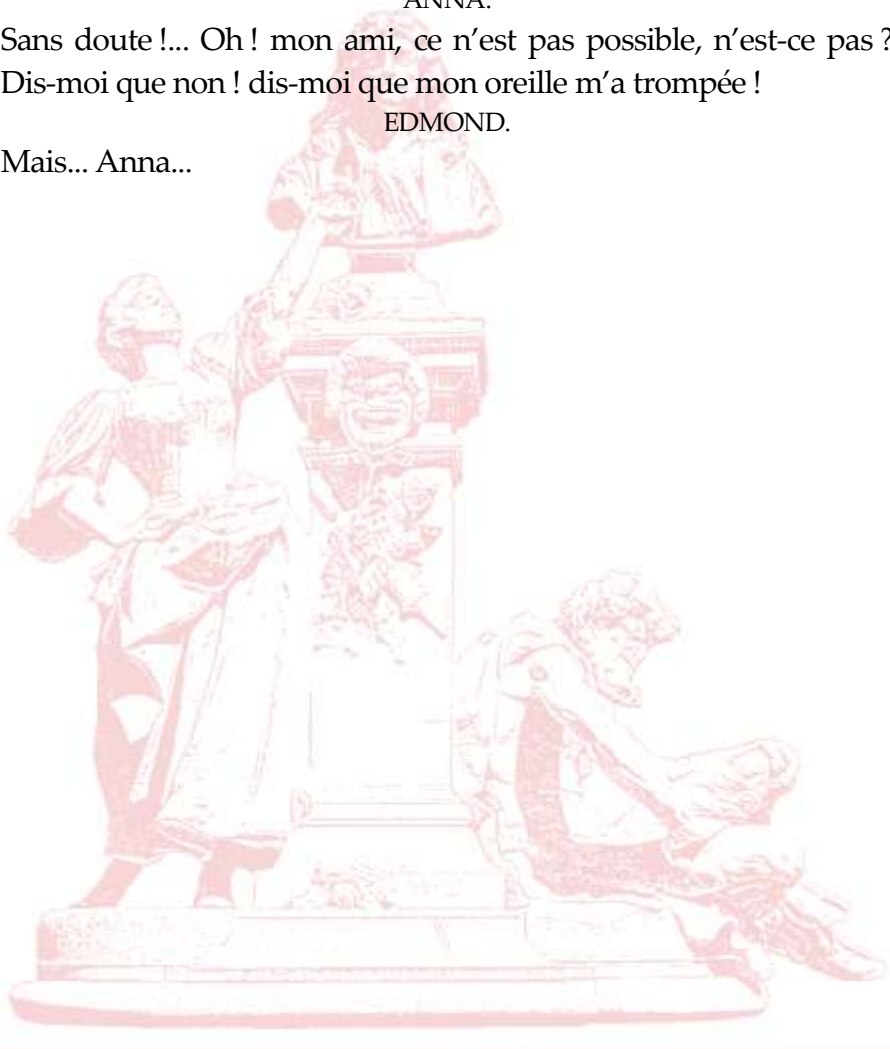 ANNA.
Sans doute !... Oh ! mon ami, ce n’est pas possible, n’est-ce pas ?
Dis-moi que non ! dis-moi que mon oreille m’a trompée !
EDMOND.
Mais... Anna...